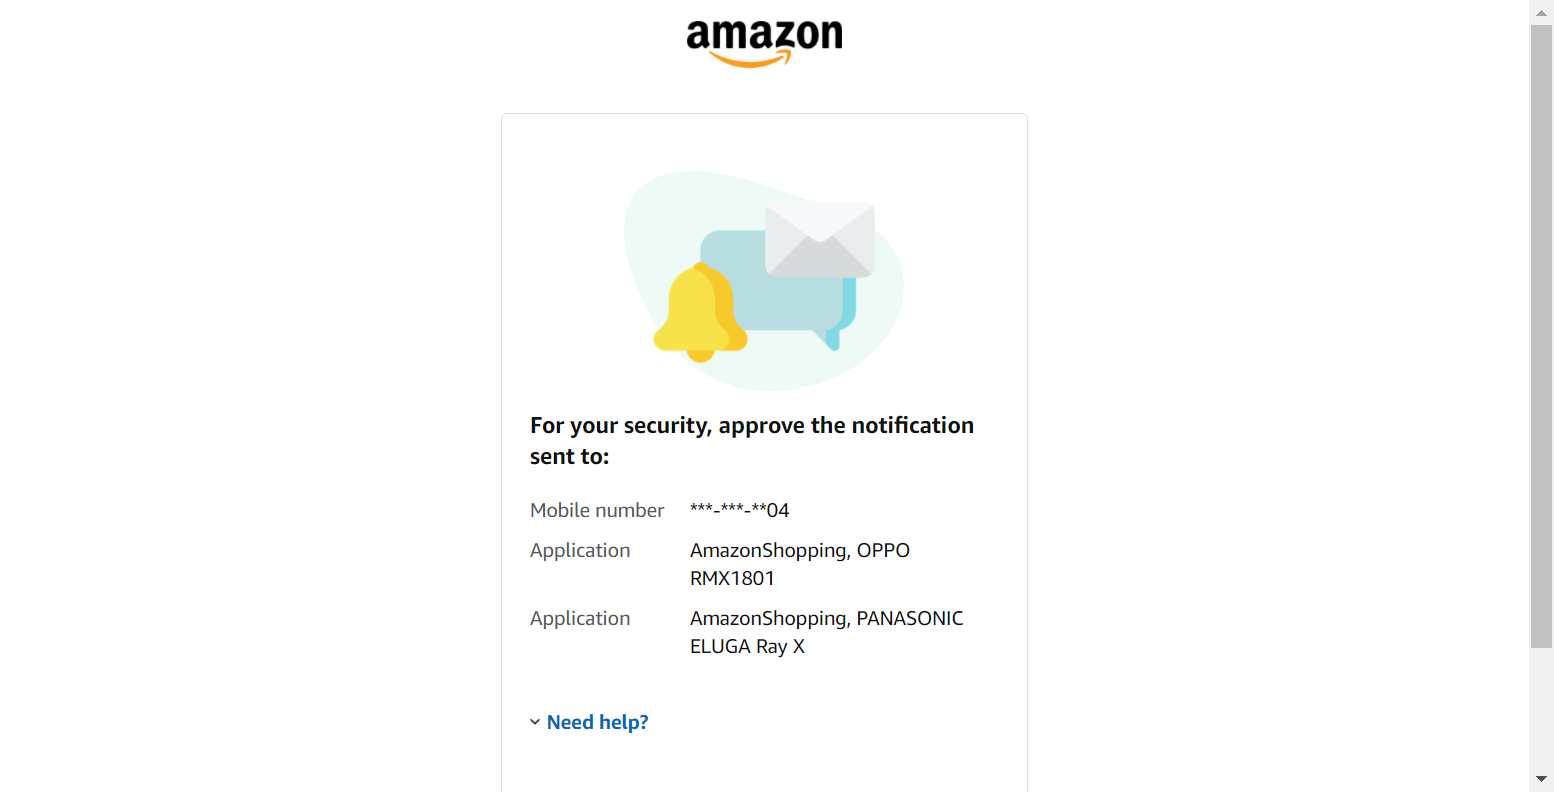 amazon
For your security, approve the notification
sent to:
Mobile number ***-***-**04
Application AmazonShopping, OPPO
RMX1801
Application AmazonShopping, PANASONIC
ELUGA Ray X
Need help?